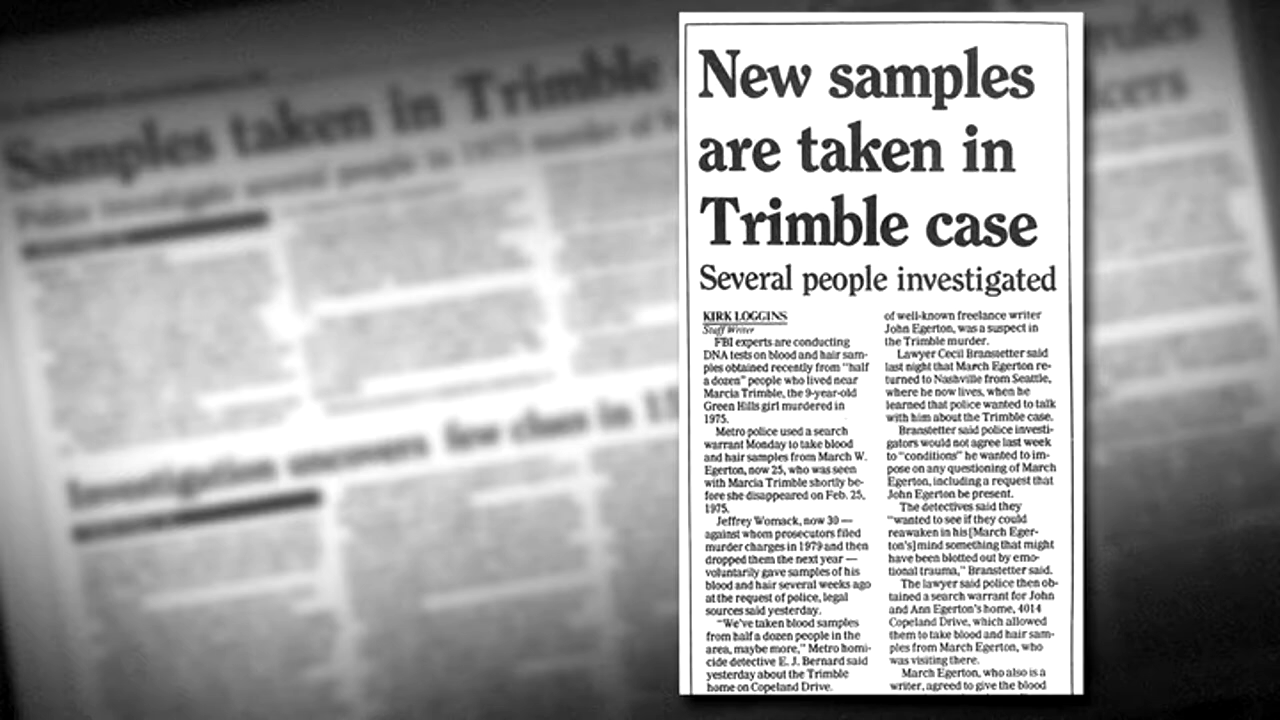 Samples taken in Trimble
rules
New samples
are taken in
Trimble case
Several people investigated
KIRK LOGGINS
Staff Writer
FBI experts are conducting
DNA tests on blood and hair sam-
ples obtained recently from "half
a dozen" people who lived near
Marcia Trimble, the 9-year-old
Green Hills girl murdered in
1975.
Metro police used a search
warrant Monday to take blood
and hair samples from March W.
Egerton, now 25, who was seen
with Marcia Trimble shortly be-
fore she disappeared on Feb. 25,
1975.
Jeffrey Womack, now 30 —
against whom prosecutors filed
murder charges in 1979 and then
dropped them the next year —
voluntarily gave samples of his
blood and hair several weeks ago
at the request of police, legal
sources said yesterday.
"We've taken blood samples
from half a dozen people in the
area, maybe more," Metro homi-
cide detective E. J. Bernard said
yesterday about the Trimble
home on Copeland Drive.
of well-known freelance writer
John Egerton, was a suspect in
the Trimble murder.
Lawyer Cecil Branstetter said
last night that March Egerton re-
turned to Nashville from Seattle,
where he now lives, when he
learned that police wanted to talk
with him about the Trimble case.
Branstetter said police investi-
gators would not agree last week
to "conditions" he wanted to im-
pose on any questioning of March
Egerton, including a request that
John Egerton be present.
The detectives said they
"wanted to see if they could
reawaken in his [March Eger-
ton's] mind something that might
have been blotted out by emo-
tional trauma," Branstetter said.
The lawyer said police then ob-
tained a search warrant for John
and Ann Egerton's home, 4014
Copeland Drive, which allowed
them to take blood and hair sam-
ples from March Egerton, who
was visiting there.
March Egerton, who also is a
writer, agreed to give the blood
Investigation uncovers few clues in